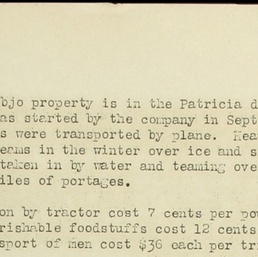 bjo property is in the Patricia d
as started by the company in Sept
s were transported by plane. Hea
eams in the winter over ice and s
taken in by water and teaming ove
iles of portages.
on by tractor cost 7 cents per po
rishable foodstuffs cost 12 cents
sport of men cost $36 each per tri